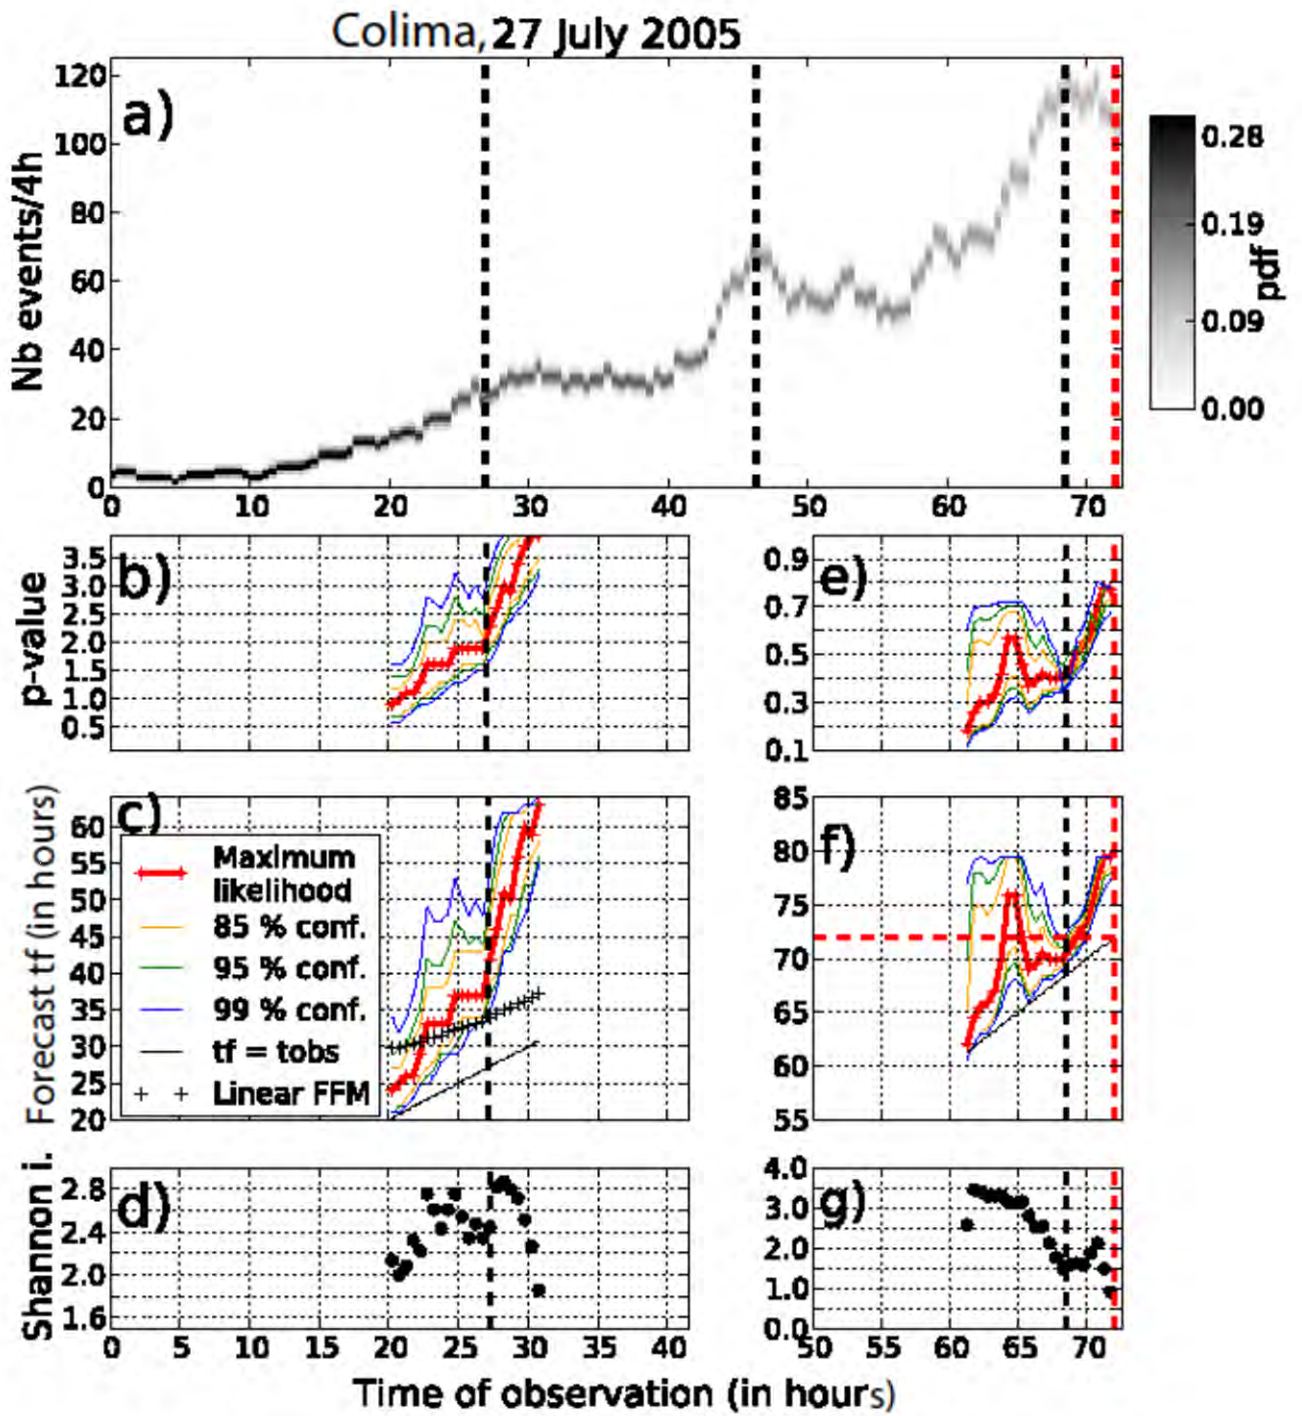 Colima, 27 July 2005
a)
Nb events/4h
120
100
80
60
40
20
0
0 10 20 30 40 50 60 70
0.28
0.19
0.09
0.00
pdf
b)
p-value
3.5
3.0
2.5
2.0
1.5
1.0
0.5
e)
0.9
0.7
0.5
0.3
0.1
c)
Forecast tf (in hours)
60
55
50
45
40
35
30
25
20
Maximum
likelihood
85 % conf.
95 % conf.
99 % conf.
tf = tobs
Linear FFM
f)
85
80
75
70
65
60
55
d)
Shannon i.
2.8
2.4
2.0
1.6
0 5 10 15 20 25 30 35 40
g)
4.0
3.0
2.0
1.0
0.0
50 55 60 65 70
Time of observation (in hours)